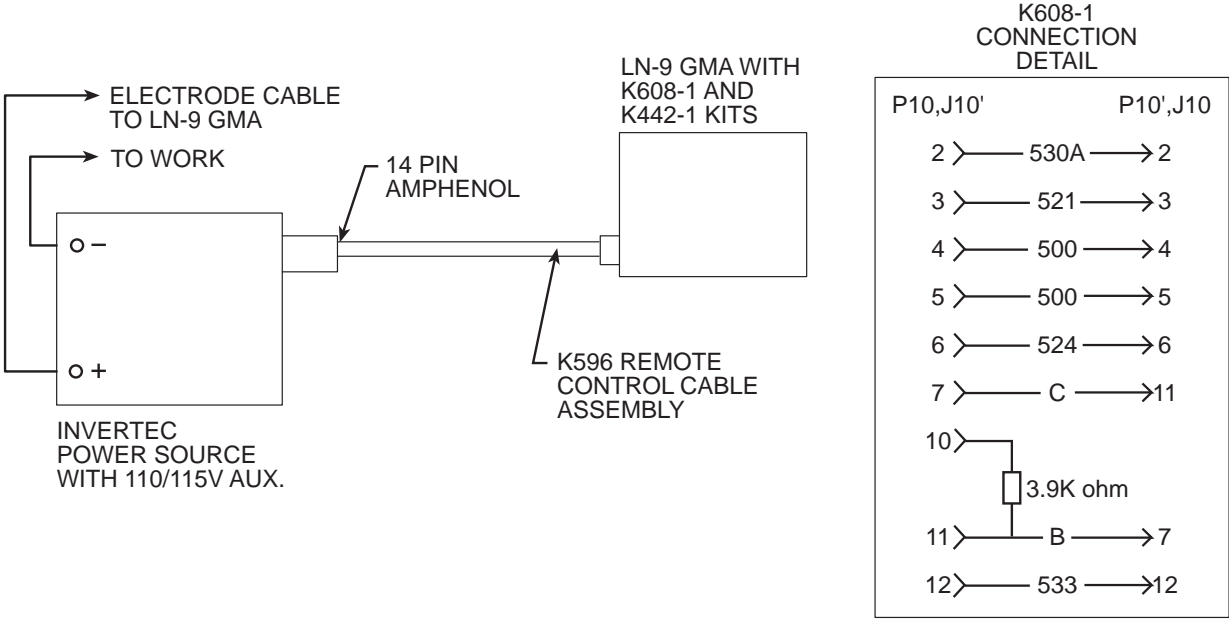 ELECTRODE CABLE
TO LN-9 GMA
TO WORK
14 PIN
AMPHENOL
LN-9 GMA WITH
K608-1 AND
K442-1 KITS
−
+
K596 REMOTE
CONTROL CABLE
ASSEMBLY
INVERTEC
POWER SOURCE
WITH 110/115V AUX.
K608-1
CONNECTION
DETAIL
P10,J10' P10',J10
2 530A 2
3 521 3
4 500 4
5 500 5
6 524 6
7 C 11
10
3.9K ohm
11 B 7
12 533 12